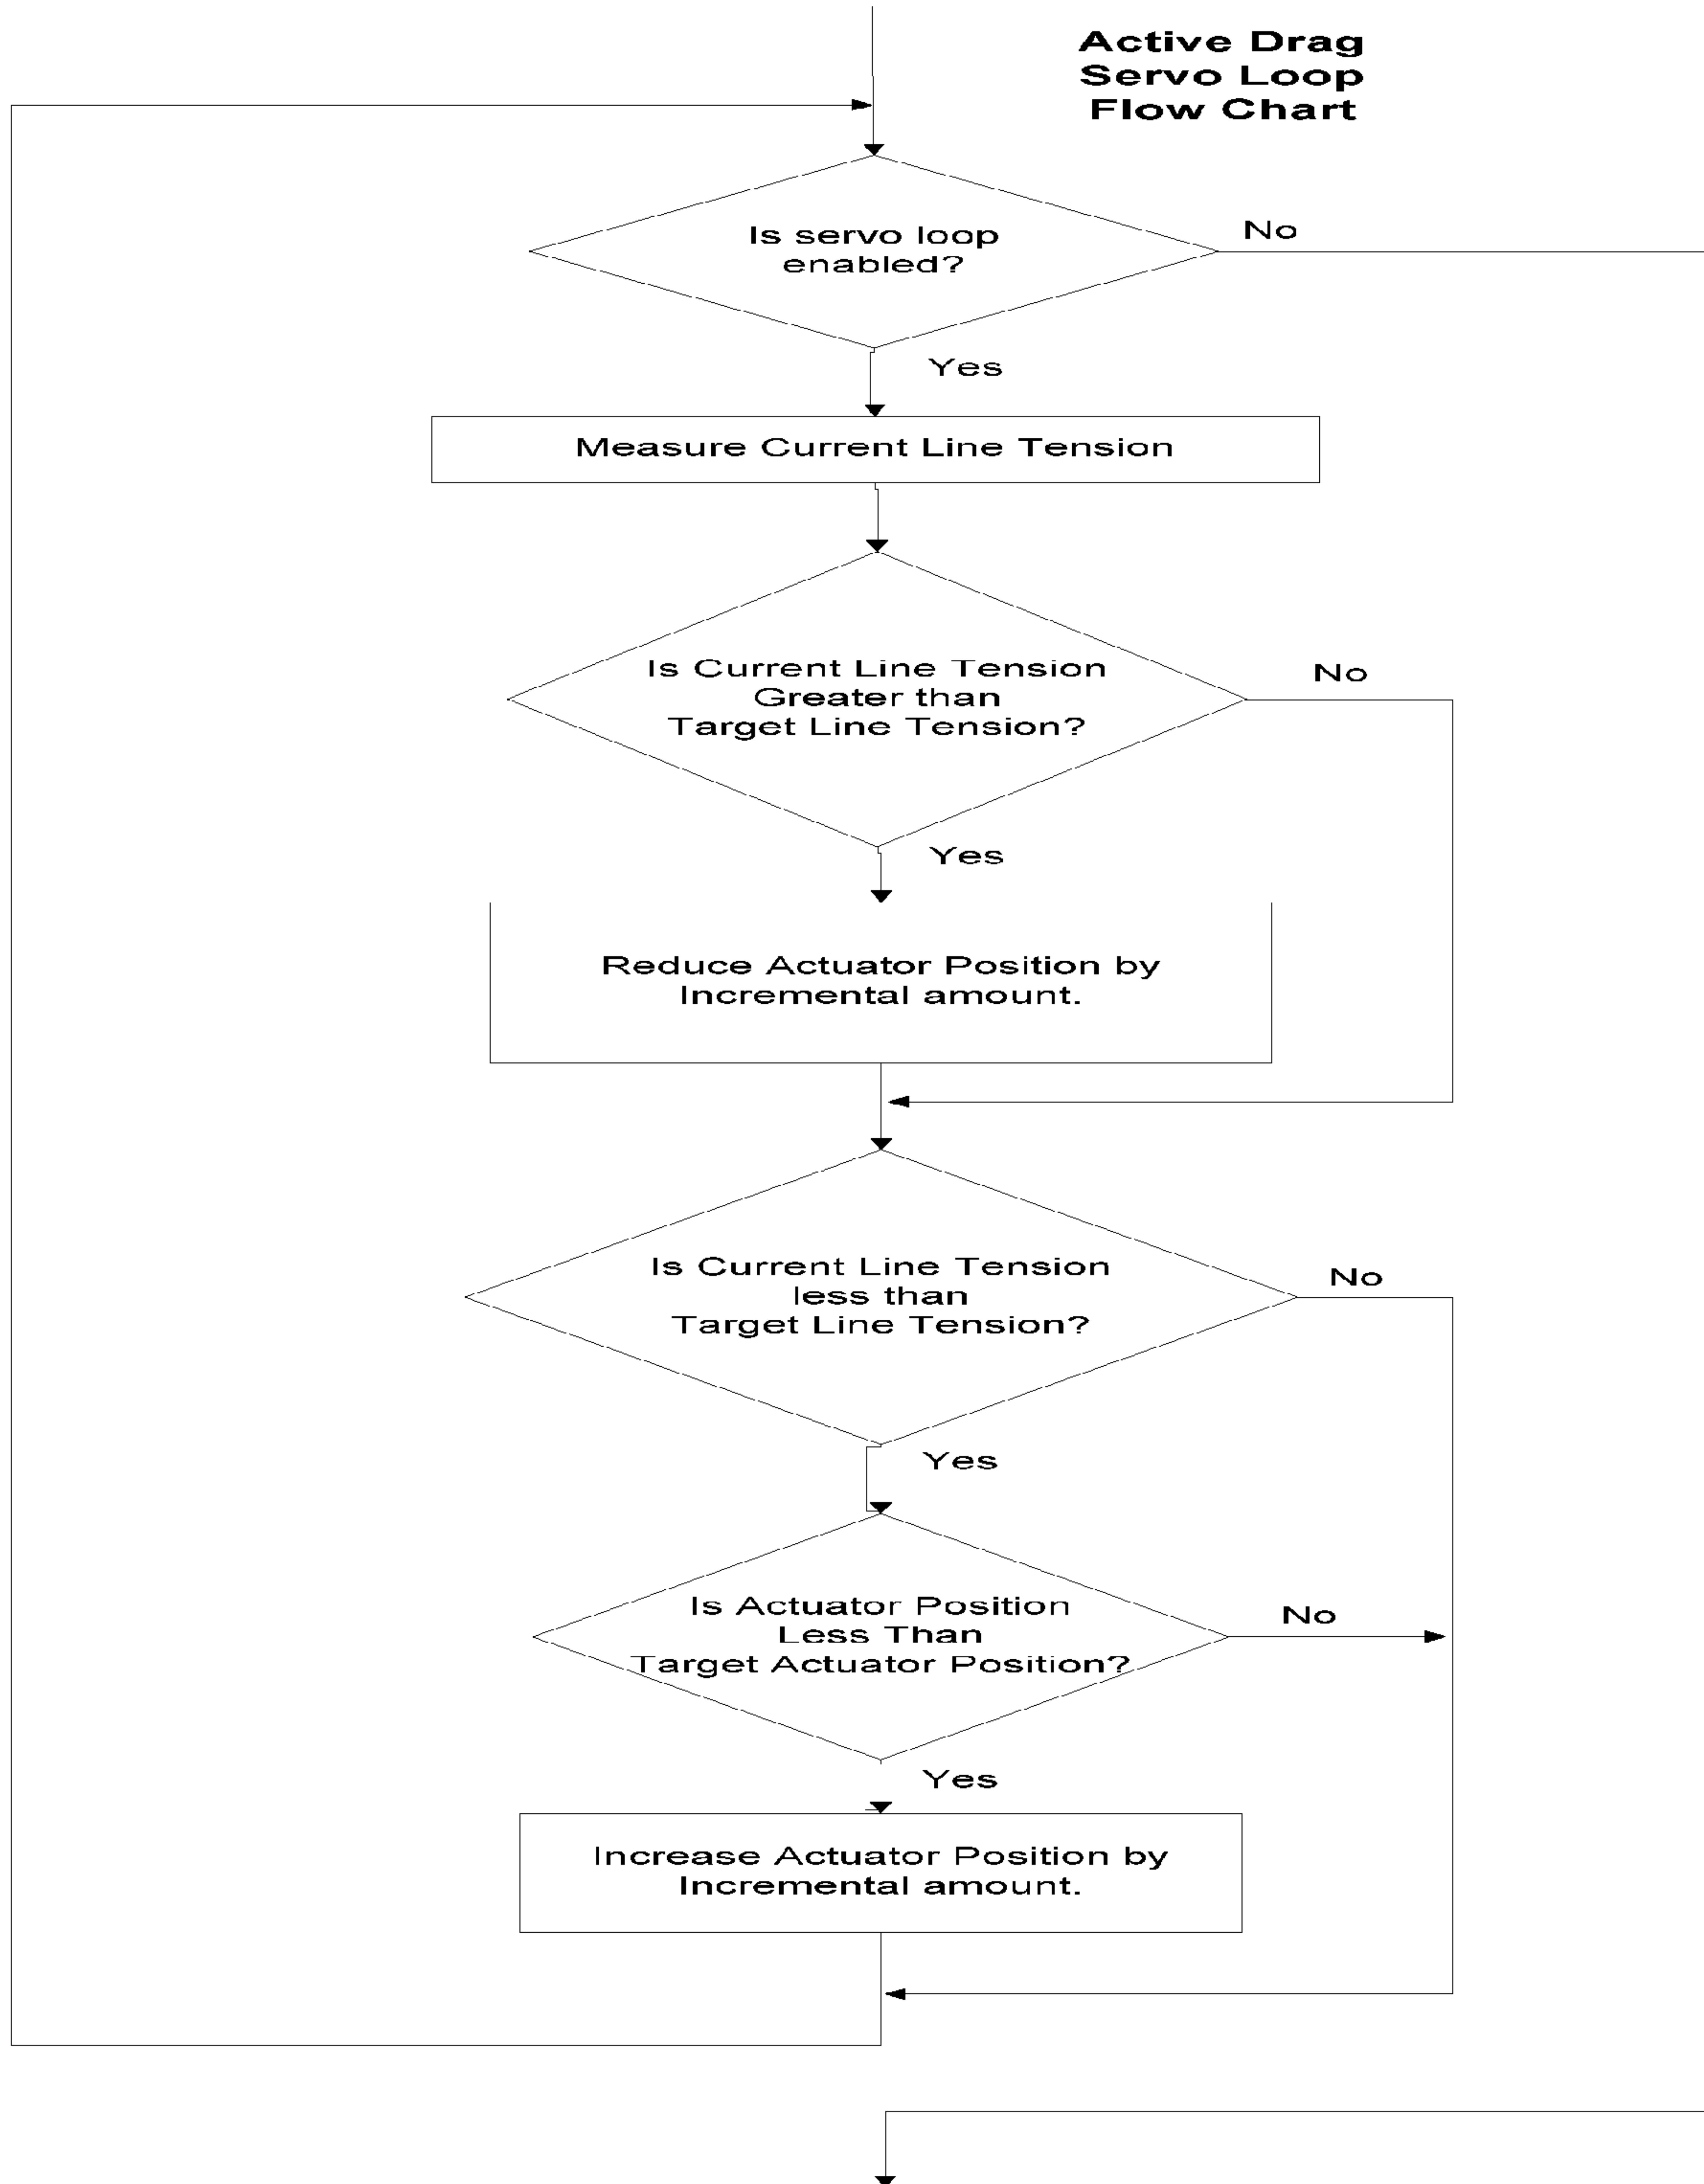 Active Drag
Servo Loop
Flow Chart
Is servo loop
enabled?
No
Yes
Measure Current Line Tension
Is Current Line Tension
Greater than
Target Line Tension?
No
Yes
Reduce Actuator Position by
Incremental amount.
Is Current Line Tension
less than
Target Line Tension?
No
Yes
Is Actuator Position
Less Than
Target Actuator Position?
No
Yes
Increase Actuator Position by
Incremental amount.